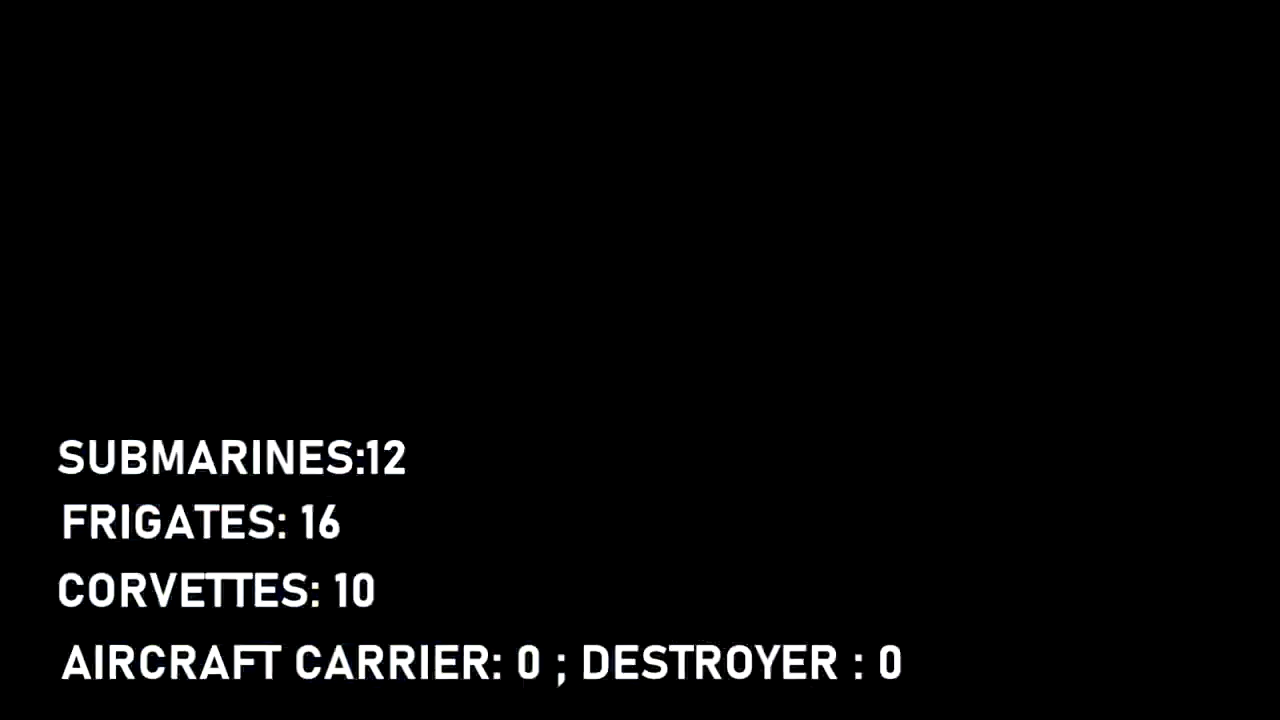 SUBMARINES:12
FRIGATES: 16
CORVETTES: 10
AIRCRAFT CARRIER: 0 ; DESTROYER : 0